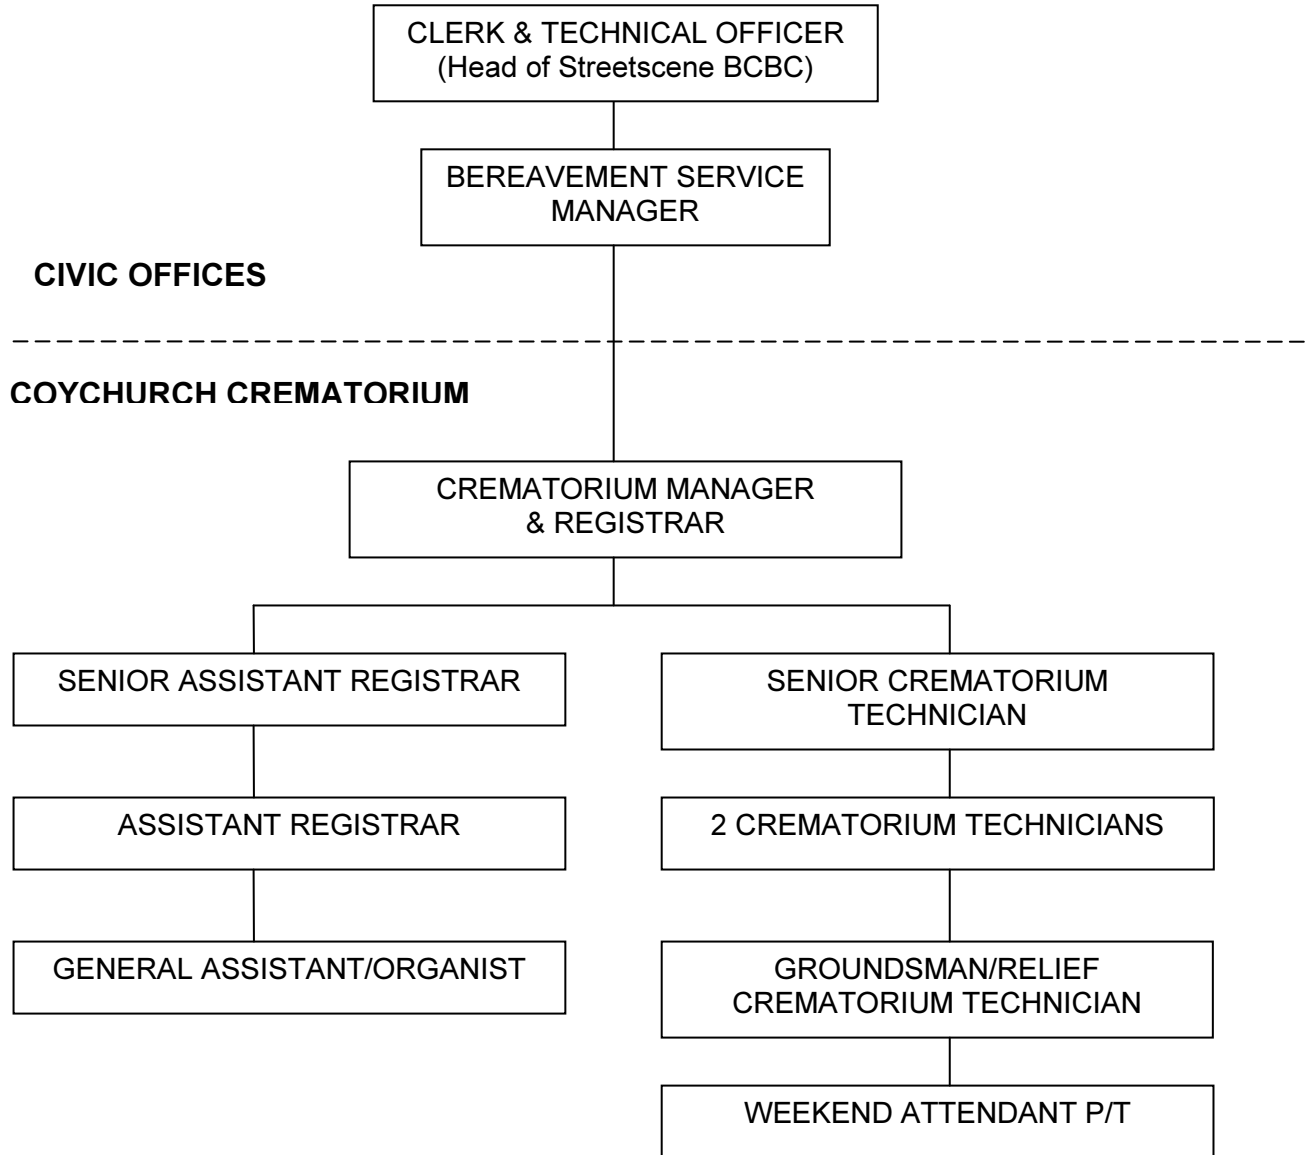 CLERK & TECHNICAL OFFICER
(Head of Streetscene BCBC)
BEREAVEMENT SERVICE
MANAGER
CIVIC OFFICES
COYCHURCH CREMATORIUM
CREMATORIUM MANAGER
& REGISTRAR
SENIOR ASSISTANT REGISTRAR
ASSISTANT REGISTRAR
GENERAL ASSISTANT/ORGANIST
SENIOR CREMATORIUM
TECHNICIAN
2 CREMATORIUM TECHNICIANS
GROUNDSMAN/RELIEF
CREMATORIUM TECHNICIAN
WEEKEND ATTENDANT P/T